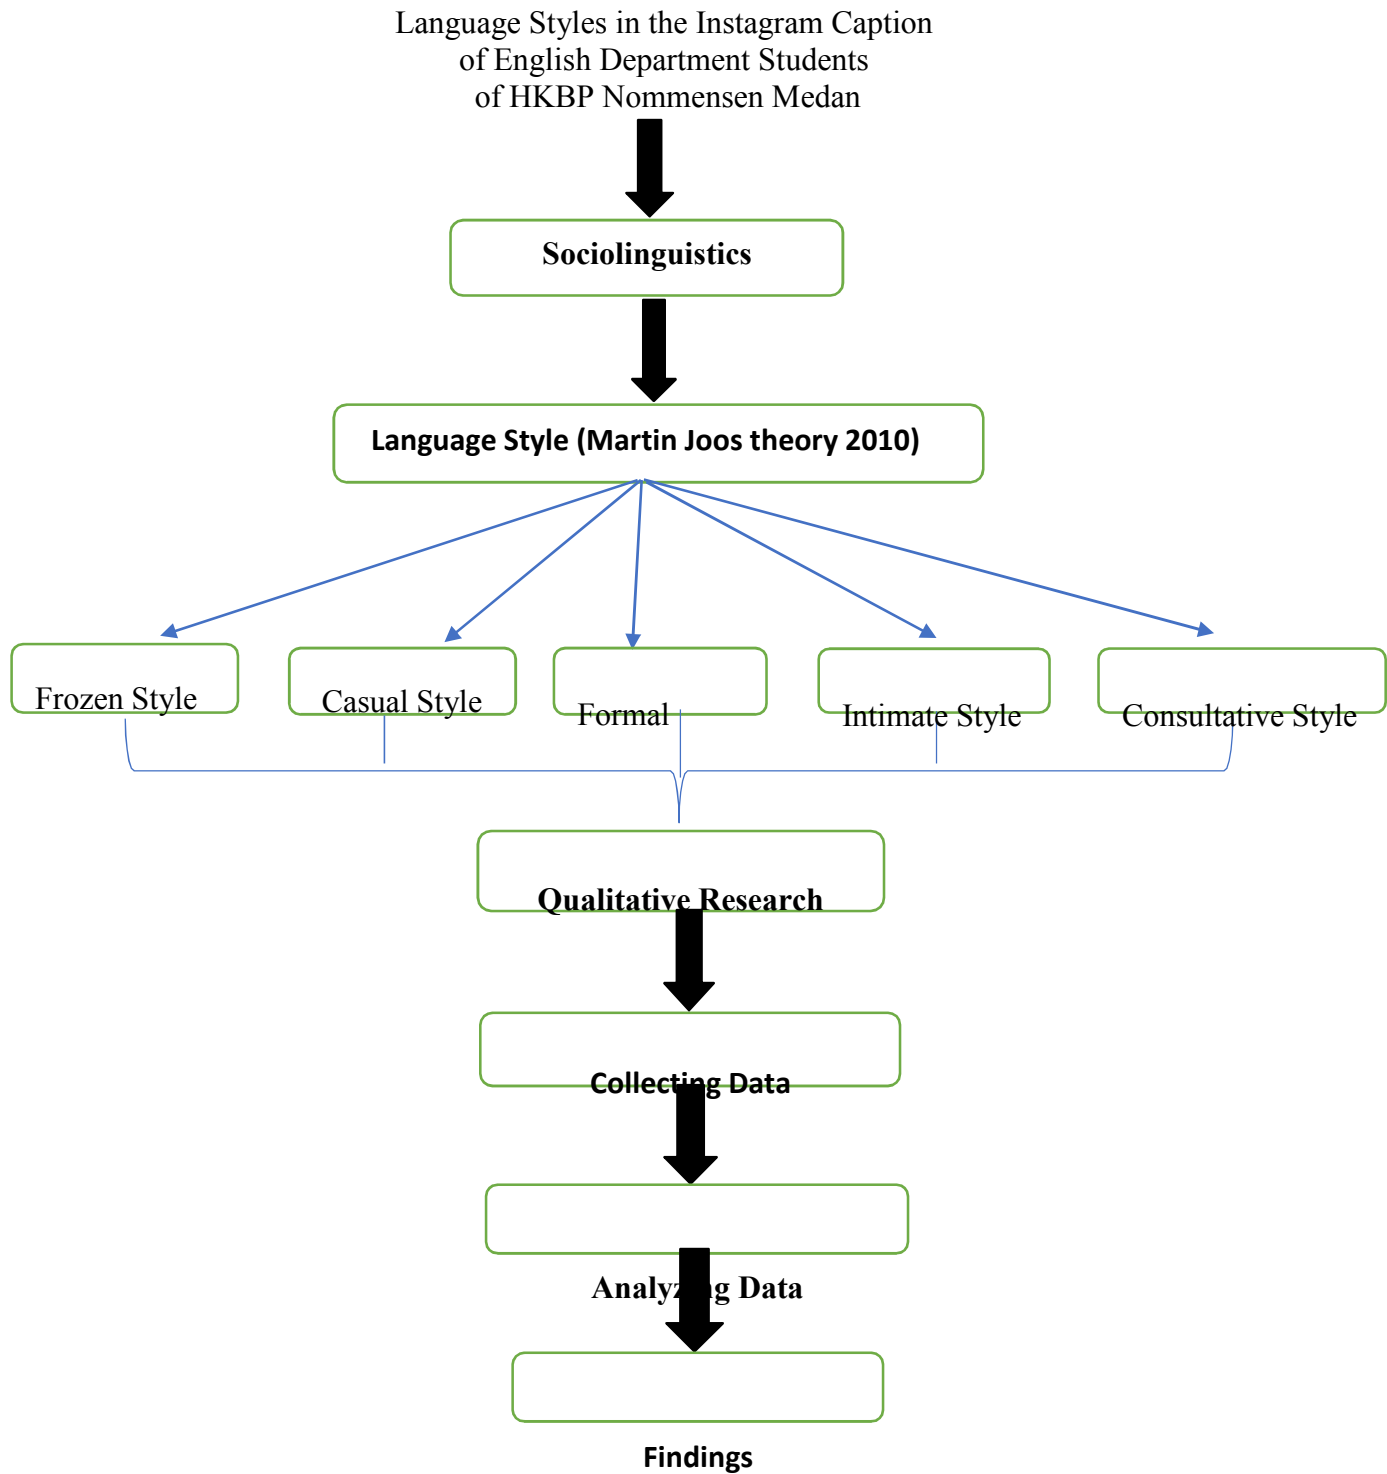 Language Styles in the Instagram Caption
of English Department Students
of HKBP Nommensen Medan
Sociolinguistics
Language Style (Martin Joos theory 2010)
Frozen Style
Casual Style
Formal
Intimate Style
Consultative Style
Qualitative Research
Collecting Data
Analyzing Data
Findings